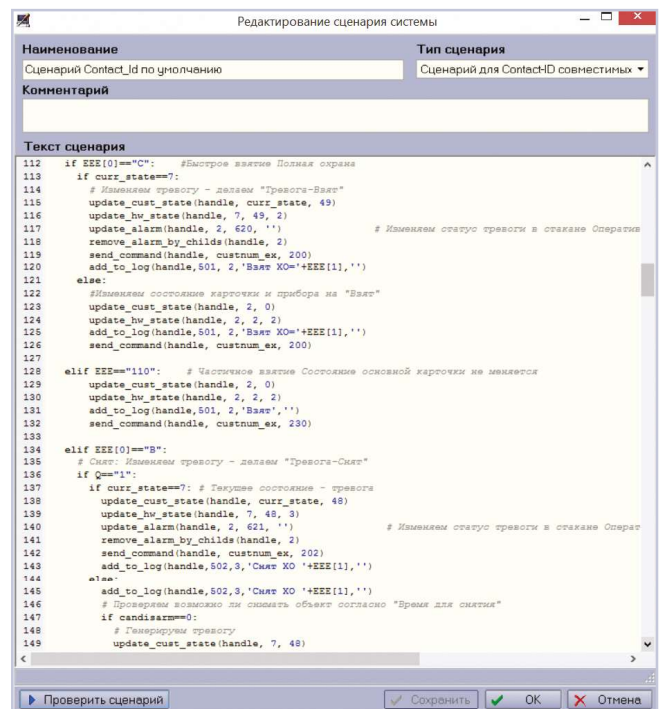 Редактирование сценария системы
Наименование
Тип сценария
Сценарий Contact_Id по умолчанию
Сценарий для Contact-ID совместимых
Комментарий
Текст сценария
112 if EEE[0]=="C": #Быстрое взятие Полная охрана
113 if curr_state==7:
114 # Изменяем тревогу - делаем "Тревога-Взят"
115 update_cust_state(handle, curr_state, 49)
116 update_hw_state(handle, 7, 49, 2)
117 update_alarm(handle, 2, 620, '') # Изменяем статус тревоги в стакане Оператив
118 remove_alarm_by_childs(handle, 2)
119 send_command(handle, custnum_ex, 200)
120 add_to_log(handle,501, 2,'Взят ХО='+EEE[1],'')
121 else:
122 #Изменяем состояние карточки и прибора на "Взят"
123 update_cust_state(handle, 2, 0)
124 update_hw_state(handle, 2, 2, 2)
125 add_to_log(handle,501, 2,'Взят ХО='+EEE[1],'')
126 send_command(handle, custnum_ex, 200)
127
128 elif EEE=="110": # Частичное взятие Состояние основной карточки не меняется
129 update_cust_state(handle, 2, 0)
130 update_hw_state(handle, 2, 2, 2)
131 add_to_log(handle,501, 2,'Взят','')
132 send_command(handle, custnum_ex, 230)
133
134 elif EEE[0]=="B":
135 # Снят: Изменяем тревогу - делаем "Тревога-Снят"
136 if Q=="1":
137 if curr_state==7: # Текущее состояние - тревога
138 update_cust_state(handle, curr_state, 48)
139 update_hw_state(handle, 7, 48, 3)
140 update_alarm(handle, 2, 621, '') # Изменяем статус тревоги в стакане Операт
141 remove_alarm_by_childs(handle, 2)
142 send_command(handle, custnum_ex, 202)
143 add_to_log(handle,502,3,'Снят ХО '+EEE[1],'')
144 else:
145 add_to_log(handle,502,3,'Снят ХО '+EEE[1],'')
146 # Проверяем возможно ли снимать объект согласно "Время для снятия"
147 if candisarm==0:
148 # Генерируем тревогу
149 update_cust_state(handle, 7, 48)
Проверить сценарий
Сохранить
OK
Отмена